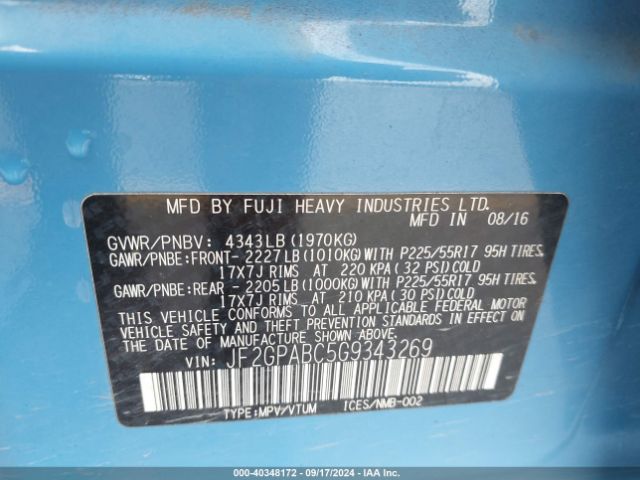 MFD BY FUJI HEAVY INDUSTRIES LTD.
MFD IN 08/16
GVWR/PNBV: 4343LB(1970KG)
GAWR/PNBE:FRONT- 2227LB(1010KG)WITH P225/55R17 95H TIRES,
17X7J RIMS AT 220 KPA(32 PSI)COLD
GAWR/PNBE:REAR - 2205LB(1000KG)WITH P225/55R17 95H TIRES,
17X7J RIMS AT 210 KPA(30 PSI)COLD
THIS VEHICLE CONFORMS TO ALL APPLICABLE FEDERAL MOTOR
VEHICLE SAFETY AND THEFT PREVENTION STANDARDS IN EFFECT ON
THE DATE OF MANUFACTURE SHOWN ABOVE.
VIN: JF2GPABC5G9343269
TYPE:MPV/VTUM ICES/NMB-002
000-40348172 - 09/17/2024 - IAA Inc.